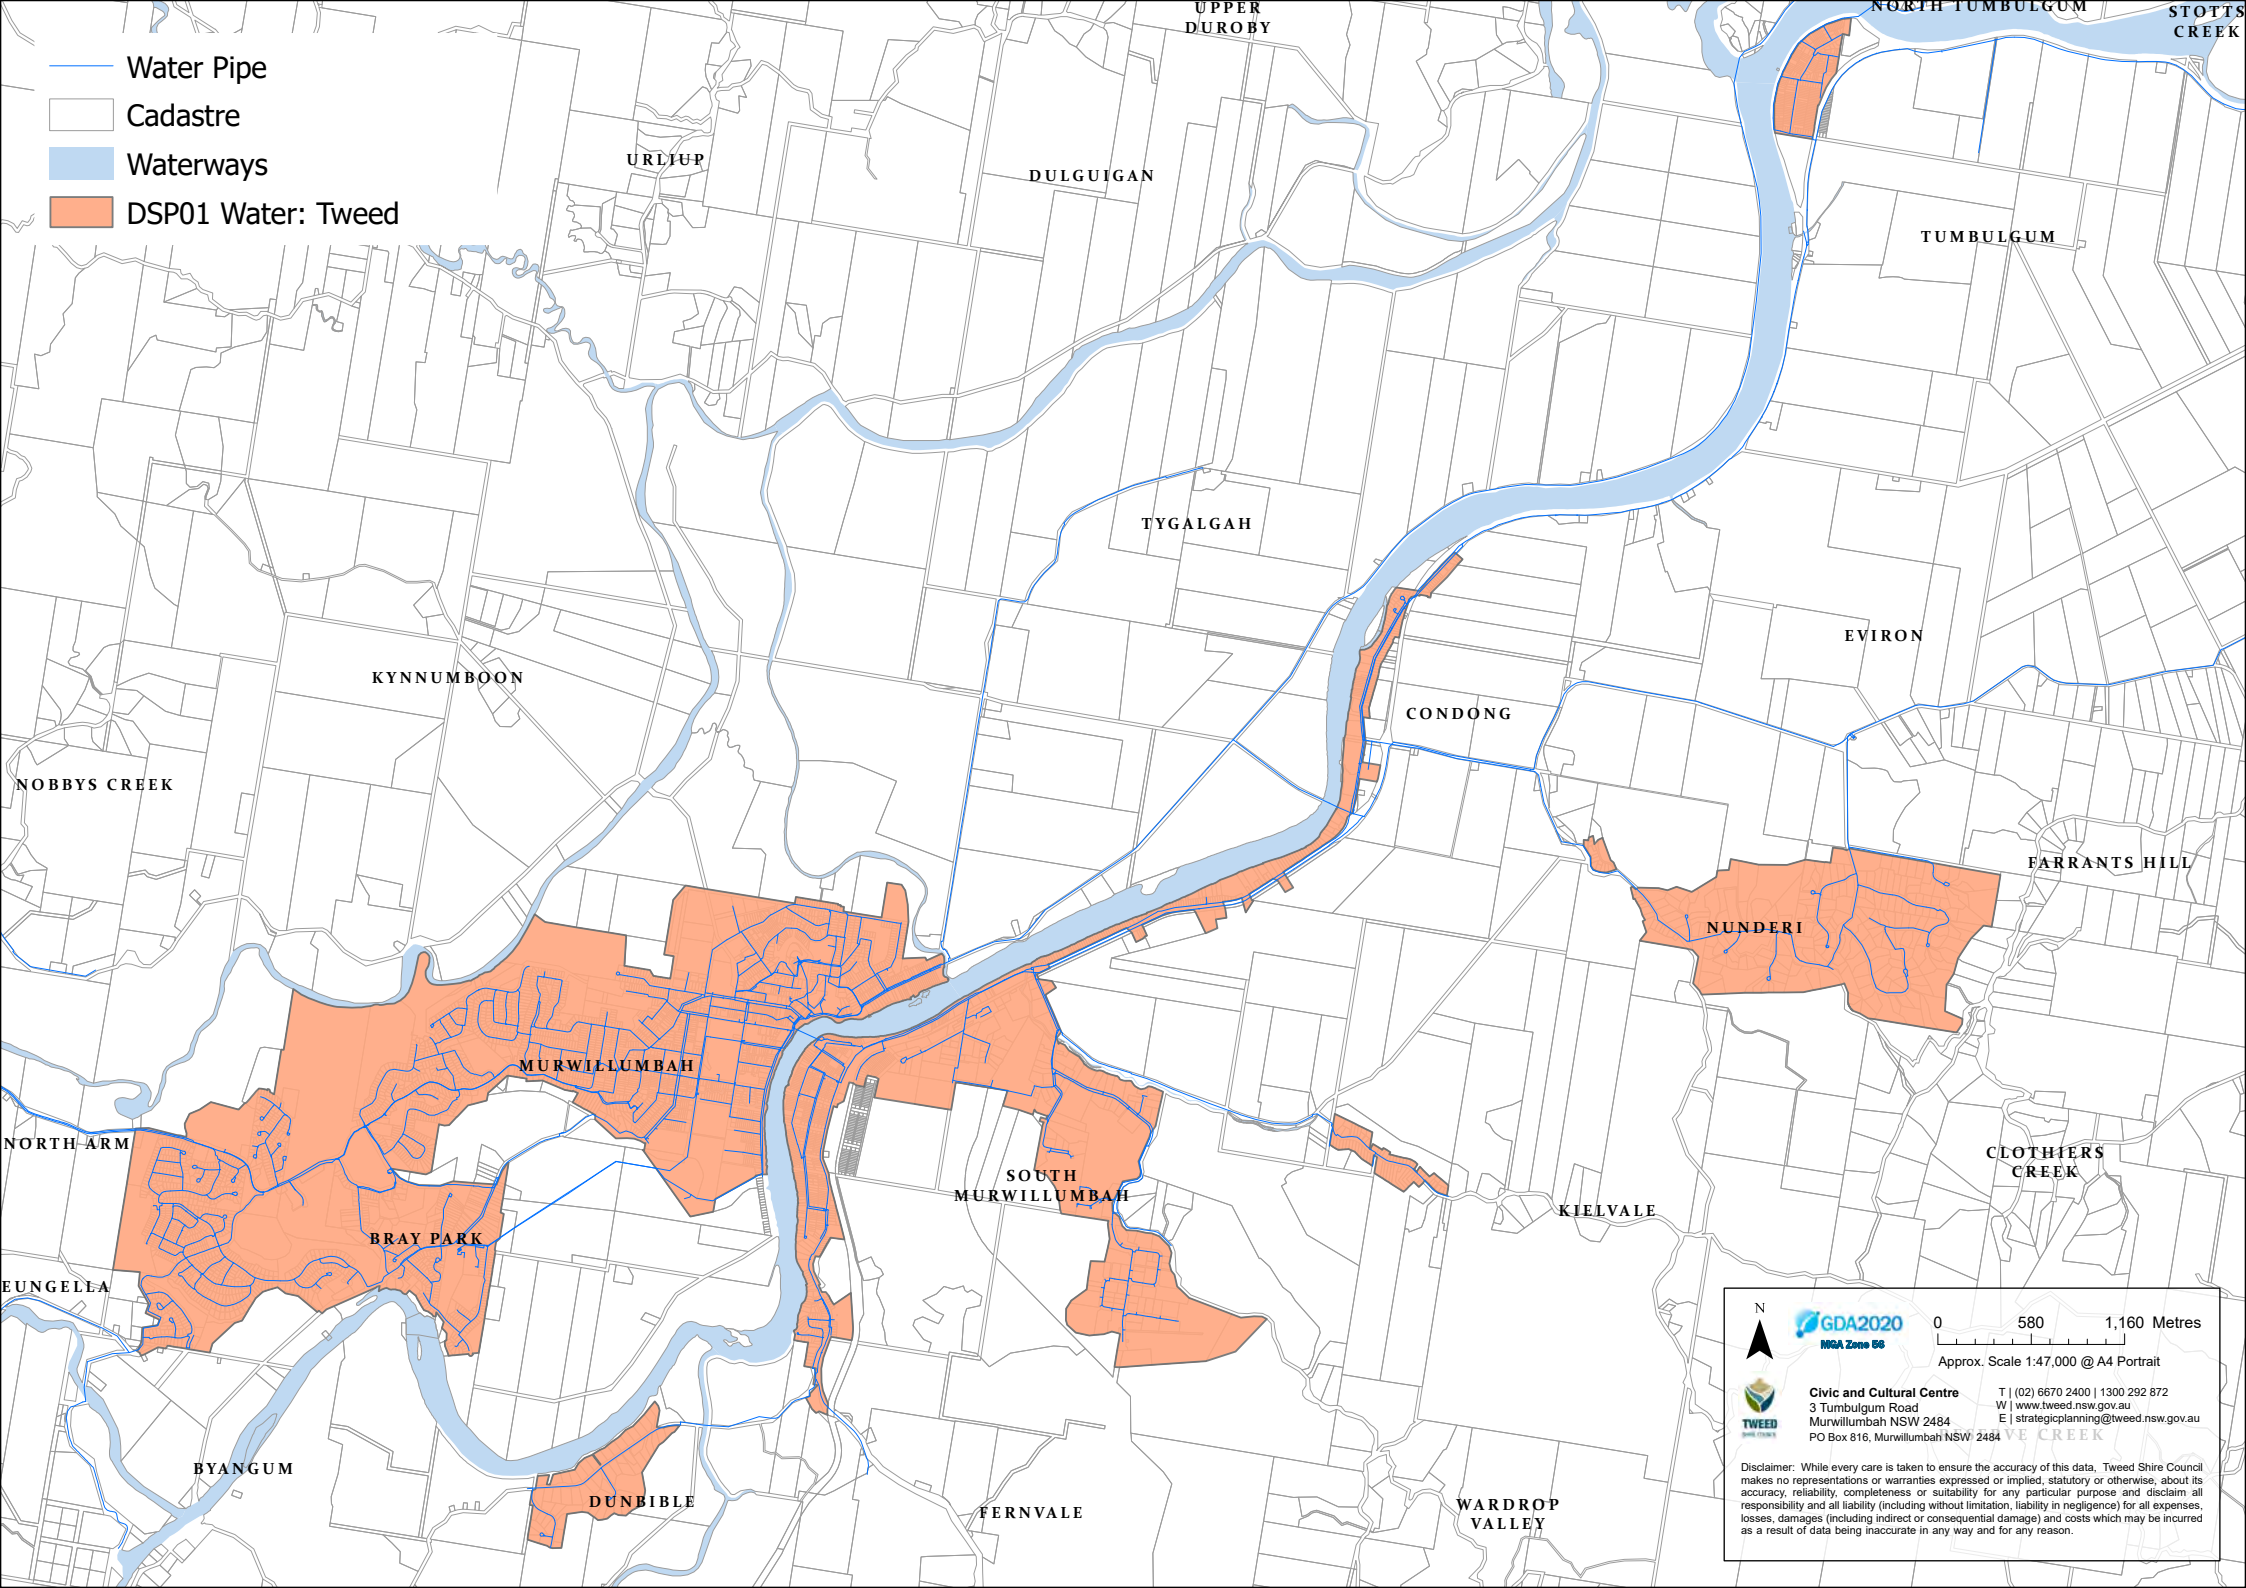 Water Pipe
Cadastre
Waterways
DSP01 Water: Tweed
UPPER
DUROBY
NORTH TUMBULGUM
STOTTS
CREEK
URLIUP
DULGUIGAN
TUMBULGUM
TYGALGAH
EVIRON
KYNNUMBOON
CONDONG
NOBBYS CREEK
FARRANTS HILL
NUNDERI
MURWILLUMBAH
NORTH ARM
CLOTHIERS
CREEK
SOUTH
MURWILLUMBAH
KIELVALE
BRAY PARK
EUNGELLA
BYANGUM
DUNBIBLE
FERNVALE
WARDROP
VALLEY
RESERVE CREEK
N
GDA2020
MGA Zone 56
0 580 1,160 Metres
Approx. Scale 1:47,000 @ A4 Portrait
TWEED
SHIRE COUNCIL
Civic and Cultural Centre
3 Tumbulgum Road
Murwillumbah NSW 2484
PO Box 816, Murwillumbah NSW 2484
T | (02) 6670 2400 | 1300 292 872
W | www.tweed.nsw.gov.au
E | strategicplanning@tweed.nsw.gov.au
Disclaimer: While every care is taken to ensure the accuracy of this data, Tweed Shire Council
makes no representations or warranties expressed or implied, statutory or otherwise, about its
accuracy, reliability, completeness or suitability for any particular purpose and disclaim all
responsibility and all liability (including without limitation, liability in negligence) for all expenses,
losses, damages (including indirect or consequential damage) and costs which may be incurred
as a result of data being inaccurate in any way and for any reason.